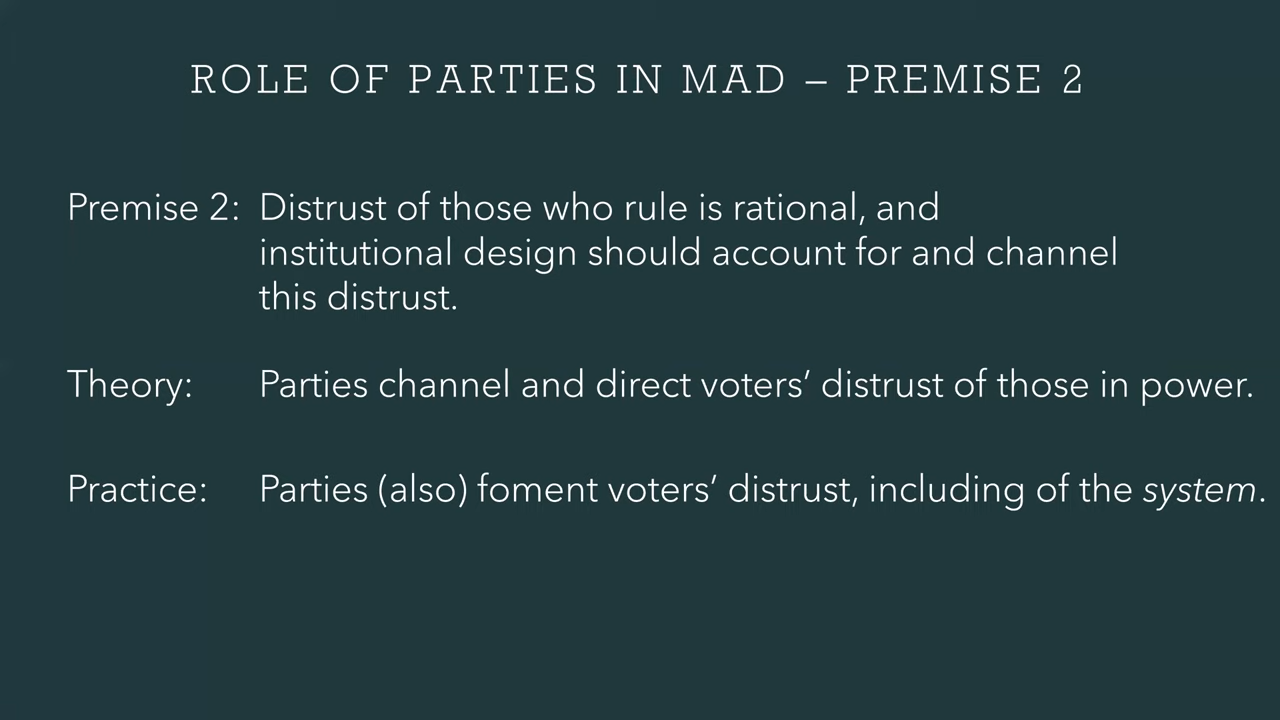 ROLE OF PARTIES IN MAD – PREMISE 2
Premise 2: Distrust of those who rule is rational, and
institutional design should account for and channel
this distrust.
Theory: Parties channel and direct voters’ distrust of those in power.
Practice: Parties (also) foment voters’ distrust, including of the system.